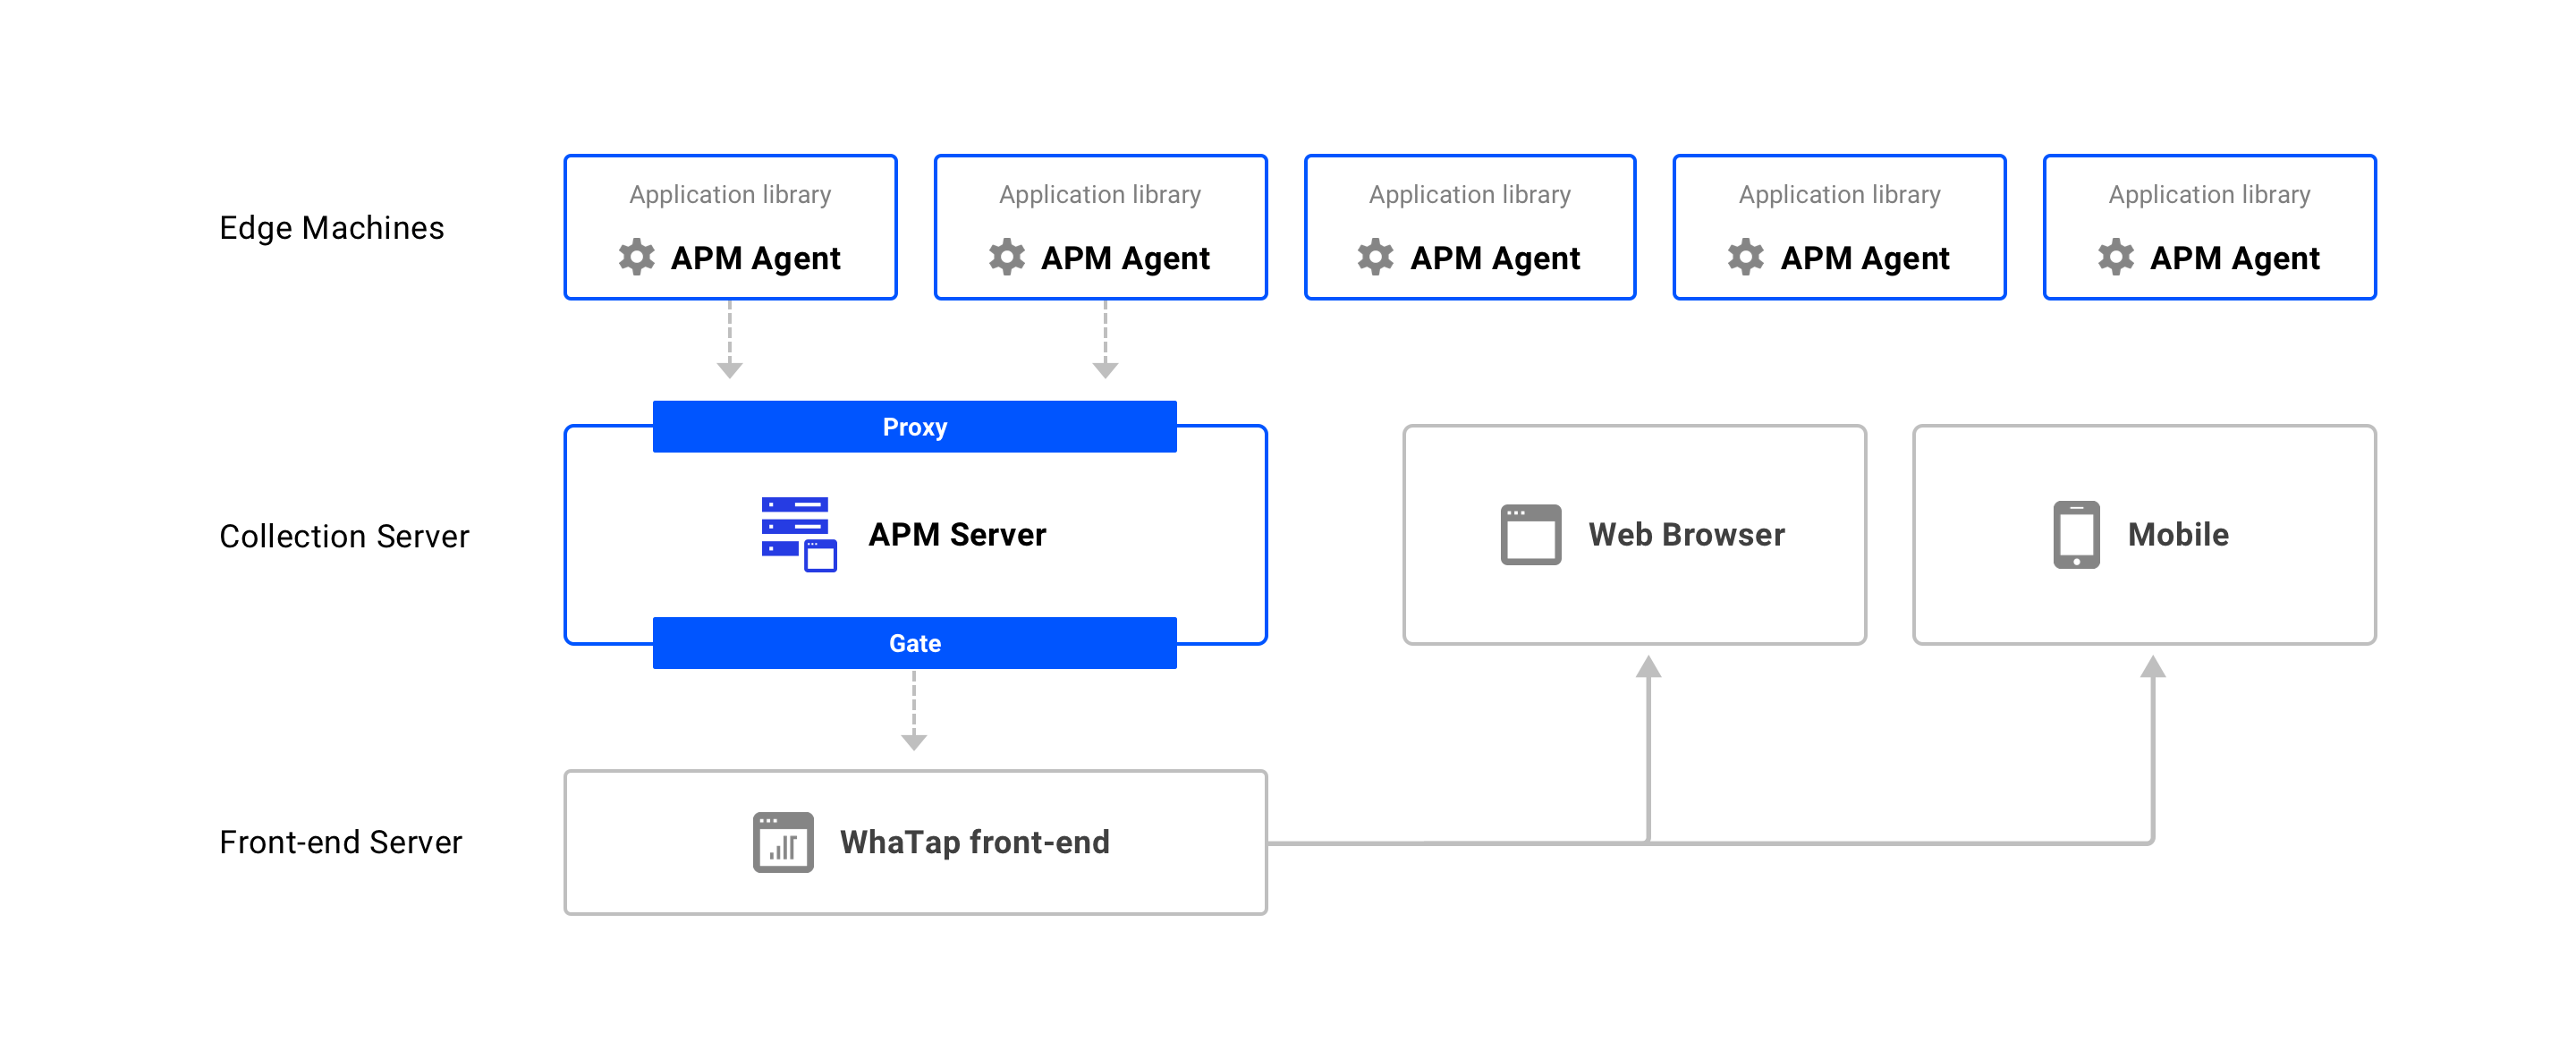 Edge Machines
Application library
APM Agent
Application library
APM Agent
Application library
APM Agent
Application library
APM Agent
Application library
APM Agent
Collection Server
Proxy
APM Server
Gate
Web Browser
Mobile
Front-end Server
WhaTap front-end